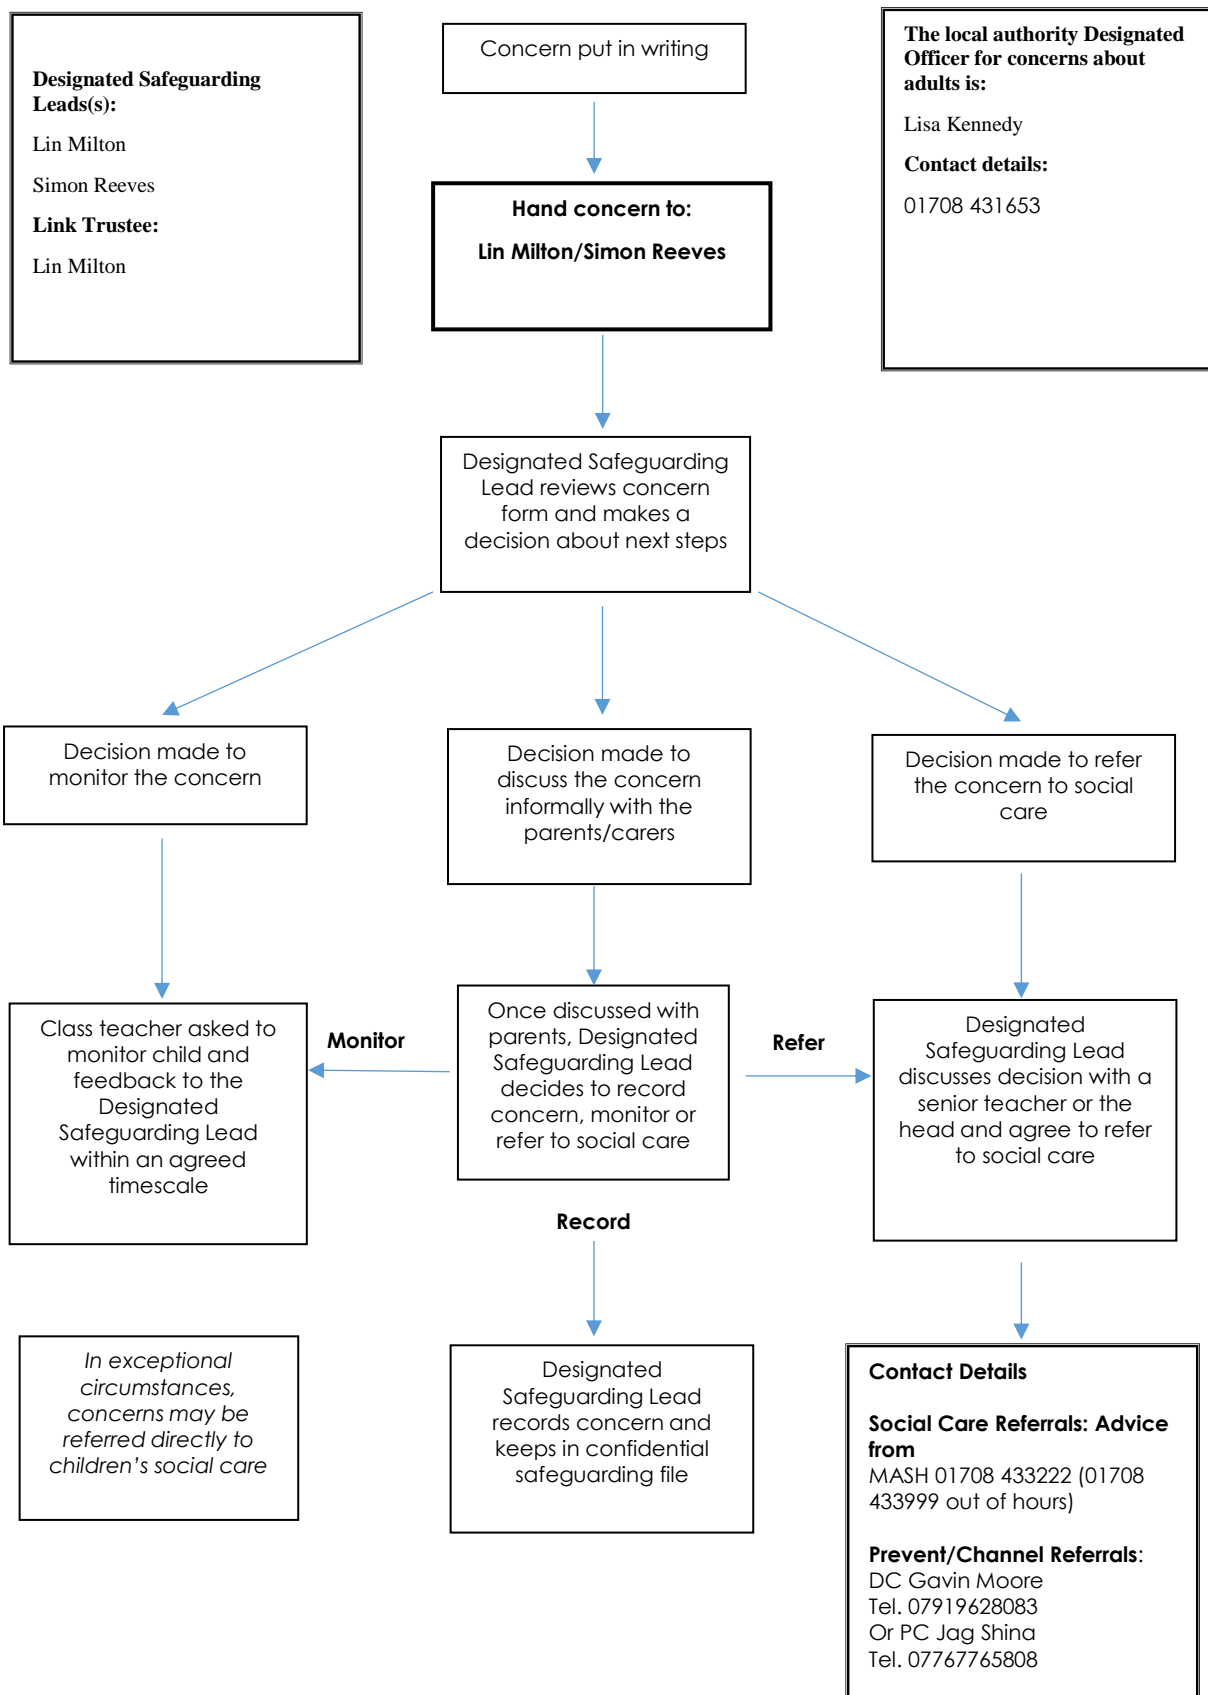 Designated Safeguarding
Leads(s):
Lin Milton
Simon Reeves
Link Trustee:
Lin Milton
Concern put in writing
The local authority Designated
Officer for concerns about
adults is:
Lisa Kennedy
Contact details:
01708 431653
Hand concern to:
Lin Milton/Simon Reeves
Designated Safeguarding
Lead reviews concern
form and makes a
decision about next steps
Decision made to
monitor the concern
Decision made to
discuss the concern
informally with the
parents/carers
Decision made to refer
the concern to social
care
Class teacher asked to
monitor child and
feedback to the
Designated
Safeguarding Lead
within an agreed
timescale
Monitor
Once discussed with
parents, Designated
Safeguarding Lead
decides to record
concern, monitor or
refer to social care
Refer
Designated
Safeguarding Lead
discusses decision with a
senior teacher or the
head and agree to refer
to social care
Record
In exceptional
circumstances,
concerns may be
referred directly to
children's social care
Designated
Safeguarding Lead
records concern and
keeps in confidential
safeguarding file
Contact Details
Social Care Referrals: Advice
from
MASH 01708 433222 (01708
433999 out of hours)
Prevent/Channel Referrals:
DC Gavin Moore
Tel. 07919628083
Or PC Jag Shina
Tel. 07767765808